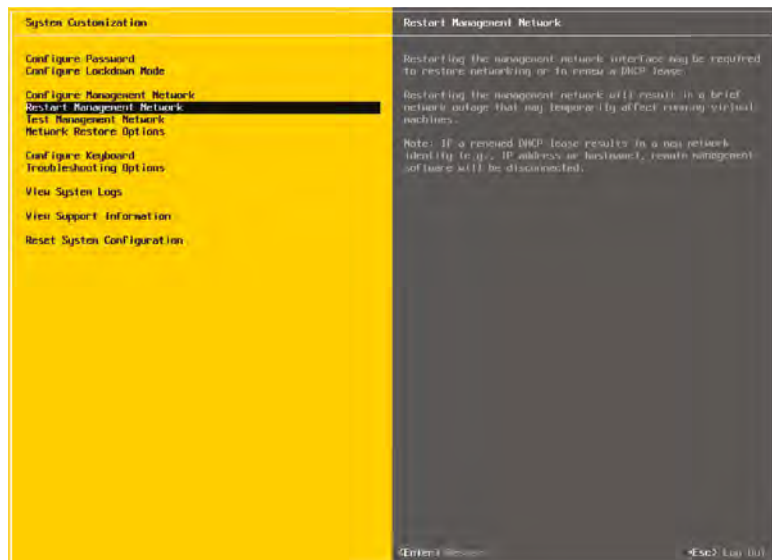 System Customization
Configure Password
Configure Lockdown Mode
Configure Management Network
Restart Management Network
Test Management Network
Network Restore Options
Configure Keyboard
Troubleshooting Options
View System Logs
View Support Information
Reset System Configuration
Restart Management Network
Restarting the management network interface may be required
to restore networking or to renew a DHCP lease.
Restarting the management network will result in a brief
network outage that may temporarily affect running virtual
machines.
Note: If a renewed DHCP lease results in a new network
identity (e.g., IP address or hostname), remote management
software will be disconnected.
<Enter>
<Esc> Log Out